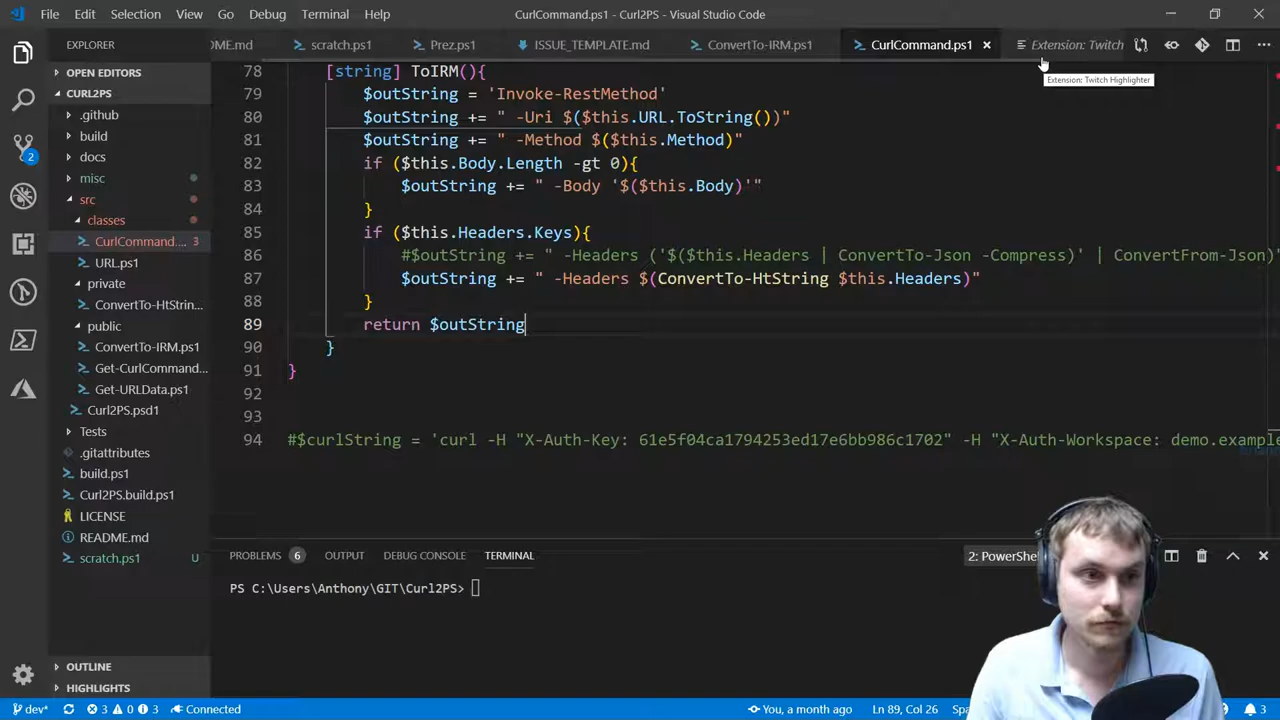 File Edit Selection View Go Debug Terminal Help
CurlCommand.ps1 - Curl2PS - Visual Studio Code
EXPLORER
OME.md scratch.ps1 Prez.ps1 ISSUE_TEMPLATE.md ConvertTo-IRM.ps1 CurlCommand.ps1 Extension: Twitch
Extension: Twitch Highlighter
OPEN EDITORS
CURL2PS
.github
build
docs
misc
src
classes
CurlCommand.... 3
URL.ps1
private
ConvertTo-HtStrin...
public
ConvertTo-IRM.ps1
Get-CurlCommand...
Get-URLData.ps1
Curl2PS.psd1
Tests
.gitattributes
build.ps1
Curl2PS.build.ps1
LICENSE
README.md
scratch.ps1 U
OUTLINE
HIGHLIGHTS
2
78 [string] ToIRM(){
79 $outString = 'Invoke-RestMethod'
80 $outString += " -Uri $($this.URL.ToString())"
81 $outString += " -Method $($this.Method)"
82 if ($this.Body.Length -gt 0){
83 $outString += " -Body '$($this.Body)'"
84 }
85 if ($this.Headers.Keys){
86 #$outString += " -Headers ('$($this.Headers | ConvertTo-Json -Compress)' | ConvertFrom-Json)"
87 $outString += " -Headers $(ConvertTo-HtString $this.Headers)"
88 }
89 return $outString
90 }
91 }
92
93
94 #$curlString = 'curl -H "X-Auth-Key: 61e5f04ca1794253ed17e6bb986c1702" -H "X-Auth-Workspace: demo.example
PROBLEMS 6 OUTPUT DEBUG CONSOLE TERMINAL
2: PowerShel
PS C:\Users\Anthony\GIT\Curl2PS>
dev* 3 0 3 Connected
You, a month ago Ln 89, Col 26 3